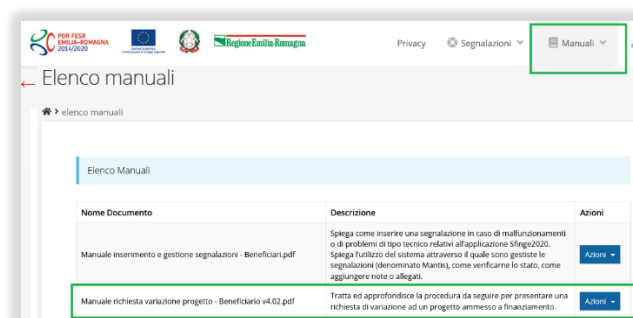 POR FESR
EMILIA-ROMAGNA
2014/2020
UNIONE EUROPEA
Regione Emilia-Romagna
Privacy
Segnalazioni
Manuali
← Elenco manuali
> elenco manuali
Elenco Manuali
Nome Documento Descrizione Azioni
Manuale inserimento e gestione segnalazioni - Beneficiari.pdf
Spiega come inserire una segnalazione in caso di malfunzionamenti
o di problemi di tipo tecnico relativi all'applicazione Sfinge2020.
Spiega l'utilizzo del sistema attraverso il quale sono gestite le
segnalazioni (denominato Mantis), come verificarne lo stato, come
aggiungere note o allegati.
Azioni
Manuale richiesta variazione progetto - Beneficiario v4.02.pdf
Tratta ed approfondisce la procedura da seguire per presentare una
richiesta di variazione ad un progetto ammesso a finanziamento.
Azioni